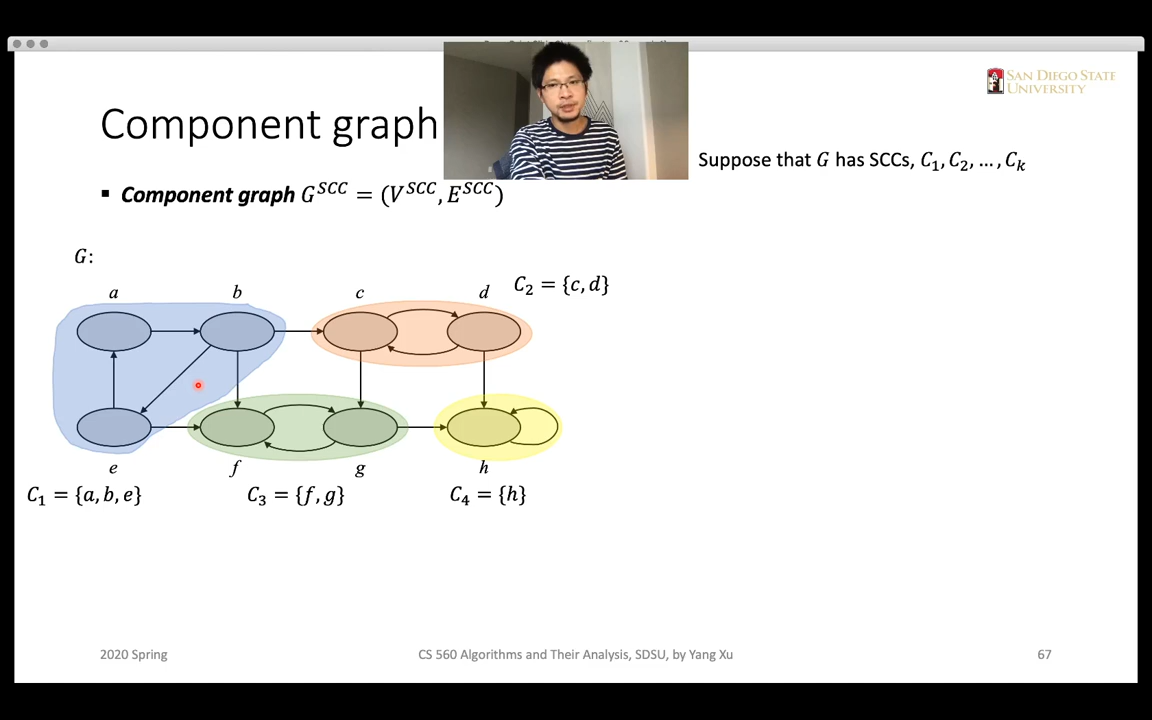 SAN DIEGO STATE
UNIVERSITY
Component graph
Suppose that G has SCCs, C₁, C₂, … , Cₖ
▪ Component graph G^SCC = (V^SCC, E^SCC)
G:
C₂ = {c, d}
a b c d
e f g h
C₁ = {a, b, e} C₃ = {f, g} C₄ = {h}
2020 Spring CS 560 Algorithms and Their Analysis, SDSU, by Yang Xu 67